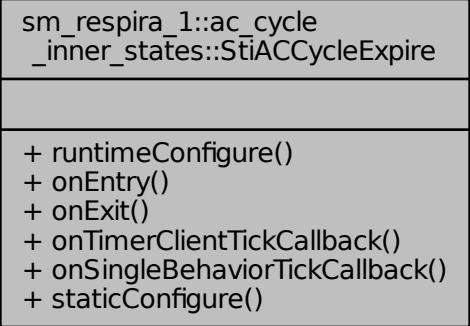 sm_respira_1::ac_cycle
_inner_states::StiACCycleExpire
+ runtimeConfigure()
+ onEntry()
+ onExit()
+ onTimerClientTickCallback()
+ onSingleBehaviorTickCallback()
+ staticConfigure()